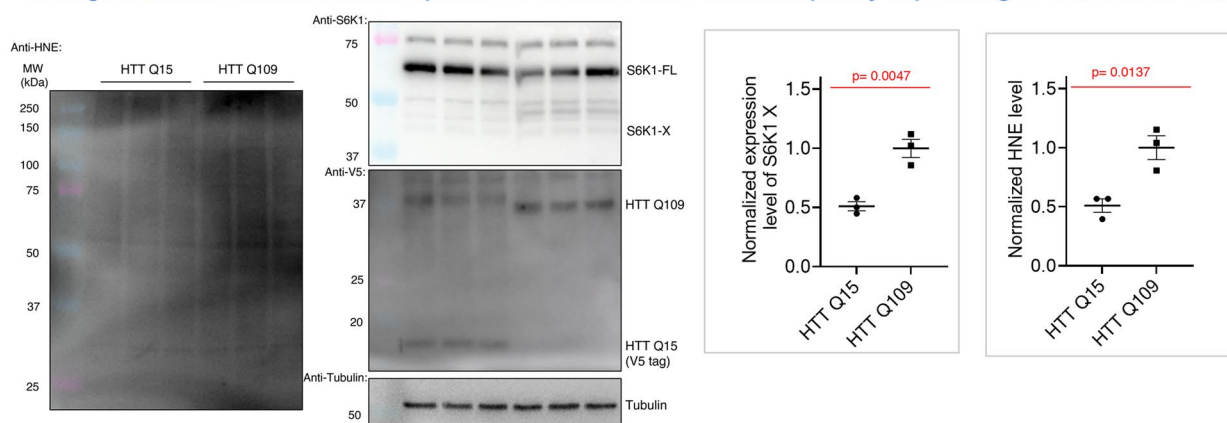 Anti-HNE:
MW
(kDa)
HTT Q15
HTT Q109
250
150
100
75
50
37
25
Anti-S6K1:
75
50
37
S6K1-FL
S6K1-X
Anti-V5:
37
25
20
HTT Q109
HTT Q15
(V5 tag)
Anti-Tubulin:
50
Tubulin
Normalized expression
level of S6K1 X
p= 0.0047
1.5
1.0
0.5
0.0
HTT Q15
HTT Q109
Normalized HNE level
p= 0.0137
1.5
1.0
0.5
0.0
HTT Q15
HTT Q109